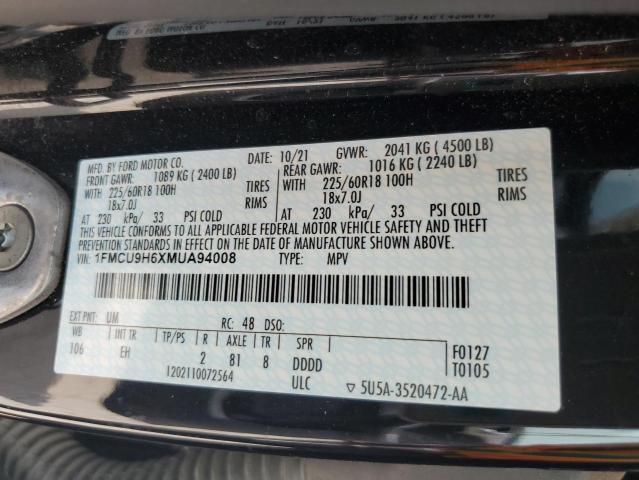 MFD. BY FORD MOTOR CO.
DATE: 10/21 GVWR: 2041 KG ( 4500 LB)
FRONT GAWR: 1089 KG ( 2400 LB)
REAR GAWR: 1016 KG ( 2240 LB)
WITH 225/60R18 100H TIRES
WITH 225/60R18 100H TIRES
18x7.0J RIMS
18x7.0J RIMS
AT 230 kPa/ 33 PSI COLD
AT 230 kPa/ 33 PSI COLD
THIS VEHICLE CONFORMS TO ALL APPLICABLE FEDERAL MOTOR VEHICLE SAFETY AND THEFT
PREVENTION STANDARDS IN EFFECT ON THE DATE OF MANUFACTURE SHOWN ABOVE.
VIN: 1FMCU9H6XMUA94008 TYPE: MPV
EXT PNT: UM RC: 48 DSO:
WB INT TR TP/PS R AXLE TR SPR
106 EH 2 81 8 DDDD
F0127
T0105
1202110072564 ULC
5U5A-3520472-AA